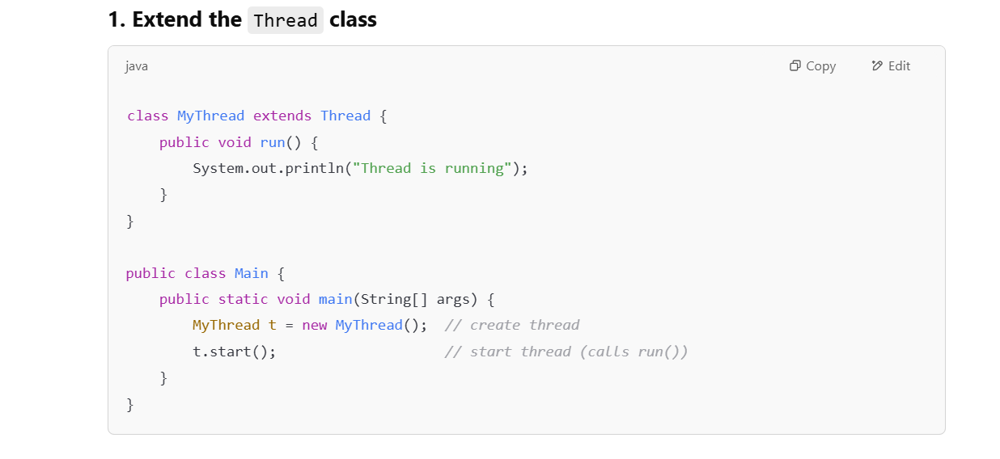 1. Extend the Thread class
java
Copy
Edit
class MyThread extends Thread {
    public void run() {
        System.out.println("Thread is running");
    }
}

public class Main {
    public static void main(String[] args) {
        MyThread t = new MyThread();  // create thread
        t.start();                    // start thread (calls run())
    }
}